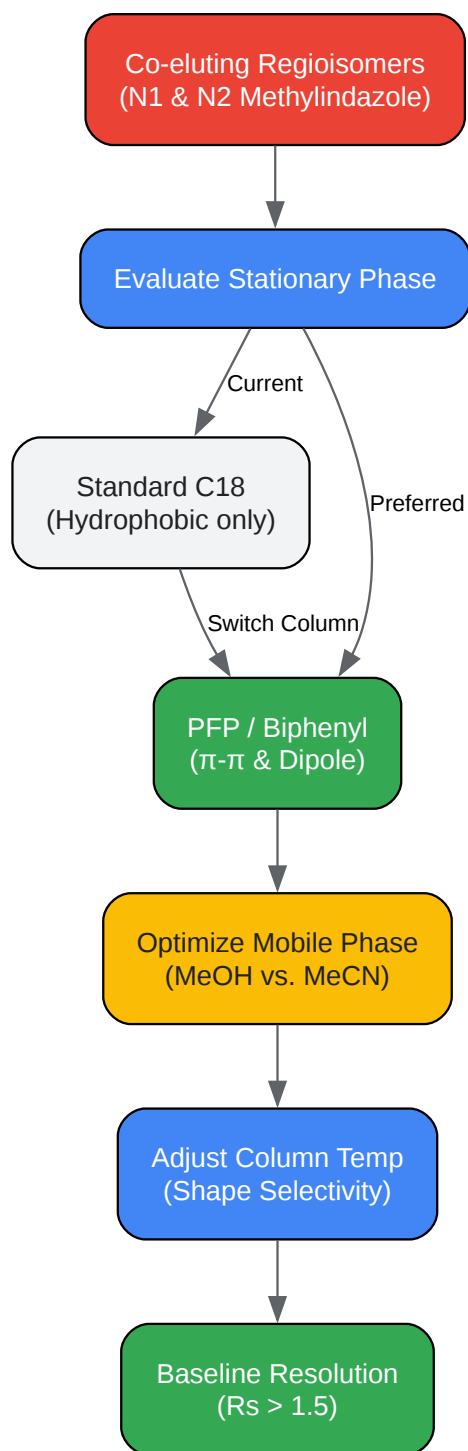 Co-eluting Regioisomers
(N1 & N2 Methylindazole)
Evaluate Stationary Phase
Current
Standard C18
(Hydrophobic only)
Preferred
Switch Column
PFP / Biphenyl
(π-π & Dipole)
Optimize Mobile Phase
(MeOH vs. MeCN)
Adjust Column Temp
(Shape Selectivity)
Baseline Resolution
(Rs > 1.5)